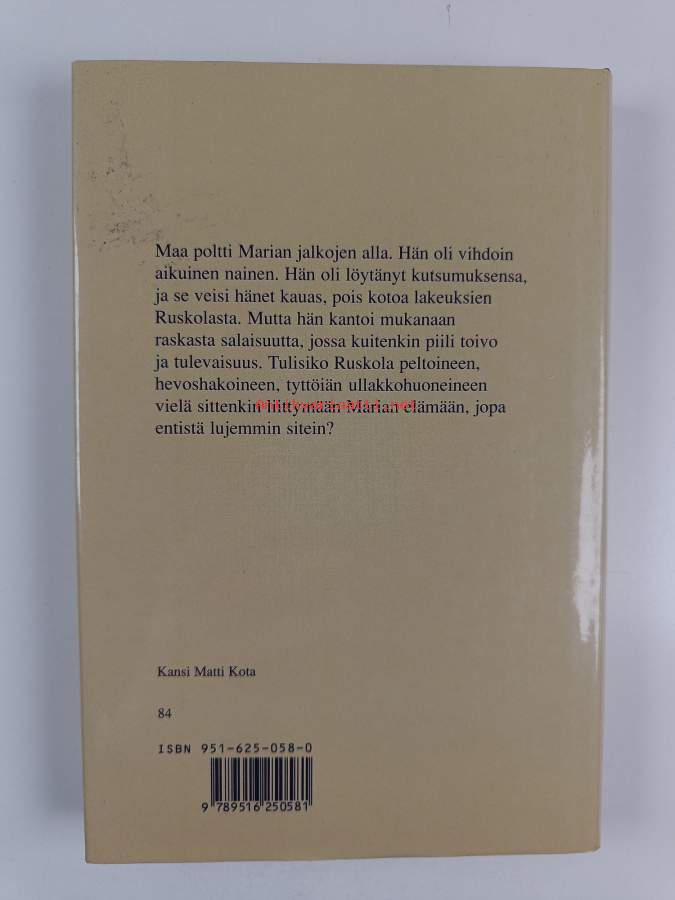 Maa poltti Marian jalkojen alla. Hän oli vihdoin
aikuinen nainen. Hän oli löytänyt kutsumuksensa,
ja se veisi hänet kauas, pois kotoa lakeuksien
Ruskolasta. Mutta hän kantoi mukanaan
raskasta salaisuutta, jossa kuitenkin piili toivo
ja tulevaisuus. Tulisiko Ruskola peltoineen,
hevoshakoineen, tyttöiän ullakkohuoneineen
vielä sittenkin liittymään Marian elämään, jopa
entistä lujemmin sitein?
Kansi Matti Kota
84
ISBN 951-625-058-0
9 789516 250581